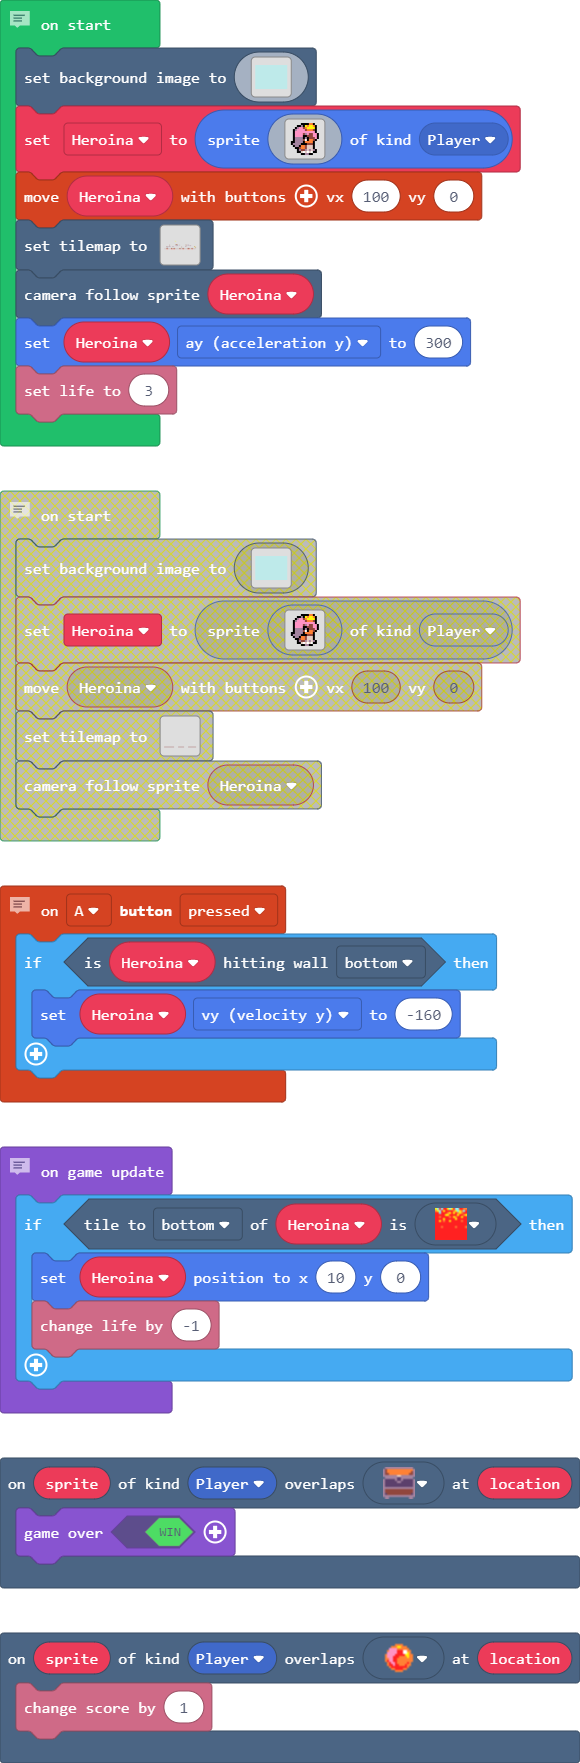 on start
set background image to
set Heroina to sprite of kind Player
move Heroina with buttons vx 100 vy 0
set tilemap to
camera follow sprite Heroina
set Heroina ay (acceleration y) to 300
set life to 3
on start
set background image to
set Heroina to sprite of kind Player
move Heroina with buttons vx 100 vy 0
set tilemap to
camera follow sprite Heroina
on A button pressed
if is Heroina hitting wall bottom then
set Heroina vy (velocity y) to -160
on game update
if tile to bottom of Heroina is then
set Heroina position to x 10 y 0
change life by -1
on sprite of kind Player overlaps at location
game over WIN
on sprite of kind Player overlaps at location
change score by 1